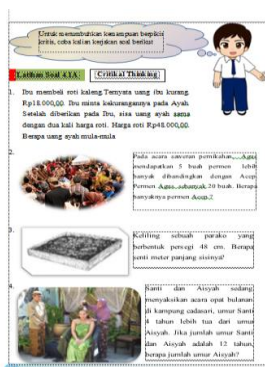 Untuk menumbuhkan kemampuan berpikir
kritis, coba kalian kerjakan soal berikut
Latihan Soal 4.1A
Critikal Thinking
1. Ibu membeli roti kaleng.Ternyata uang ibu kurang
Rp18.000,00. Ibu minta kekurangannya pada Ayah.
Setelah diberikan pada Ibu, sisa uang ayah sama
dengan dua kali harga roti. Harga roti Rp48.000,00.
Berapa uang ayah mula-mula
2.
Pada acara saweran pernikahan, Agus
mendapatkan 5 buah permen lebih
banyak dibandingkan dengan Acep.
Permen Agus sebanyak 20 buah. Berapa
banyaknya permen Acep ?
3.
Keliling sebuah parako yang
berbentuk persegi 48 cm. Berapa
senti meter panjang sisinya?
4.
Santi dan Aisyah sedang
menyaksikan acara upat bulanan
di kampung cadasari, umur Santi
4 tahun lebih tua dari umur
Aisyah. Jika jumlah umur Santi
dan Aisyah adalah 12 tahun,
berapa jumlah umur Aisyah?